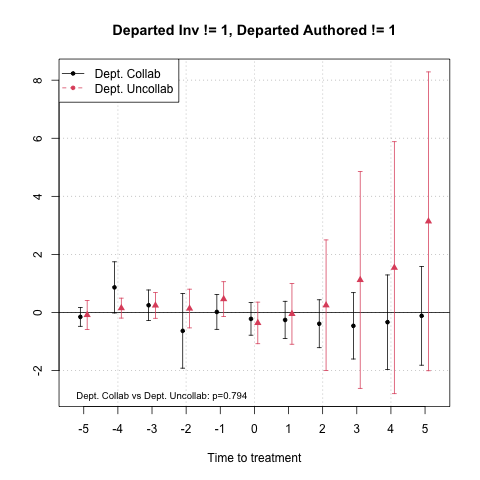 Departed Inv != 1, Departed Authored != 1
Dept. Collab
Dept. Uncollab
8
6
4
2
0
-2
Dept. Collab vs Dept. Uncollab: p=0.794
-5 -4 -3 -2 -1 0 1 2 3 4 5
Time to treatment